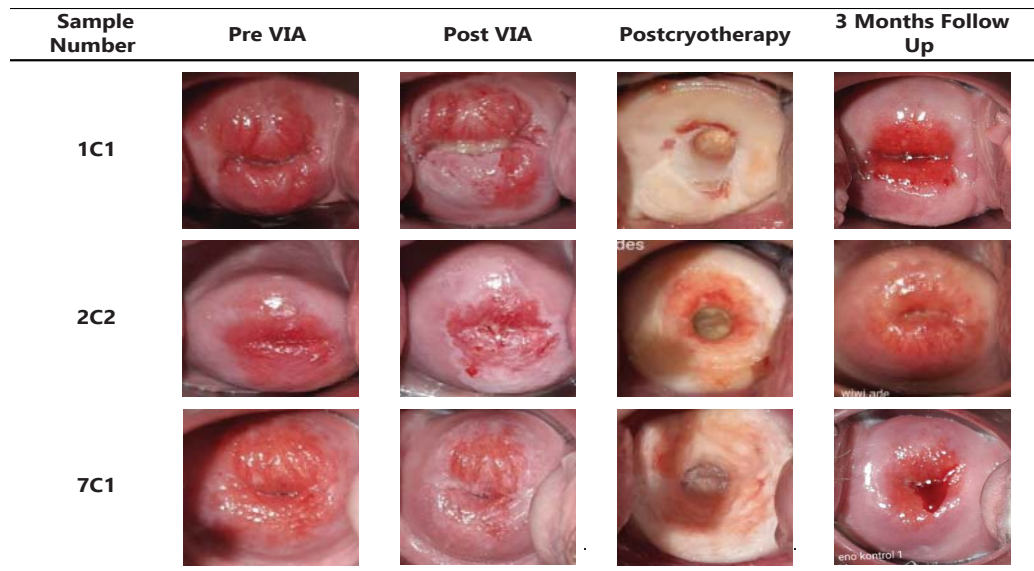 Sample Number
Pre VIA
Post VIA
Postcryotherapy
3 Months Follow Up
1C1
2C2
des
wiwi ade
7C1
eno kontrol 1